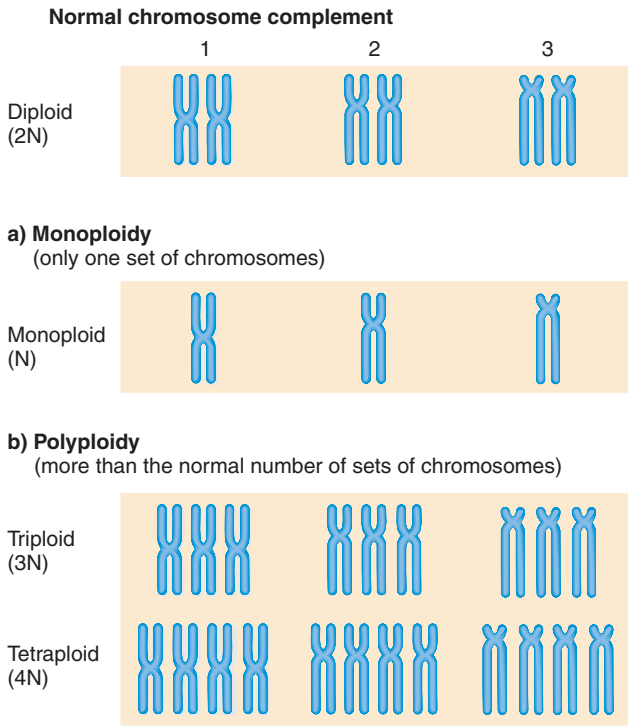 Normal chromosome complement
1 2 3
Diploid
(2N)
a) Monoploidy
(only one set of chromosomes)
Monoploid
(N)
b) Polyploidy
(more than the normal number of sets of chromosomes)
Triploid
(3N)
Tetraploid
(4N)